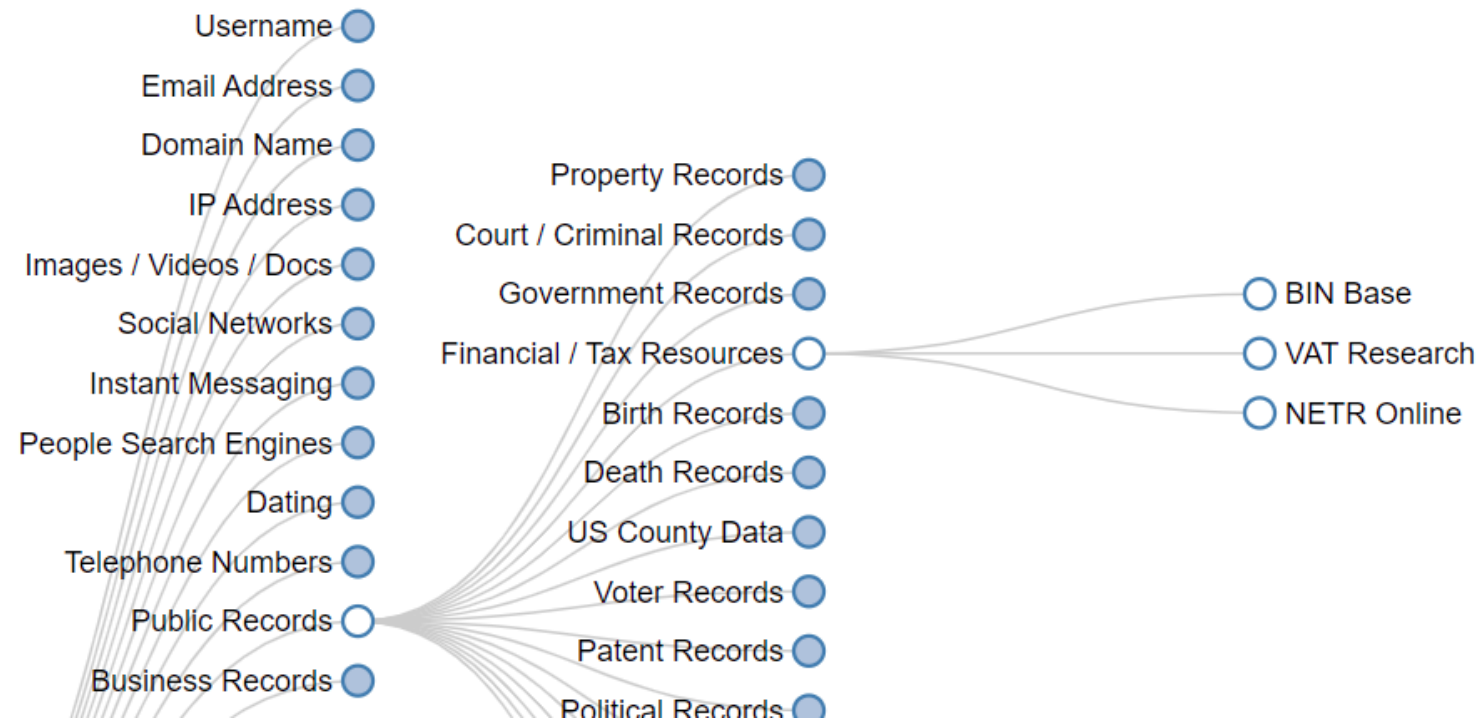 Username
Email Address
Domain Name
IP Address
Images / Videos / Docs
Social Networks
Instant Messaging
People Search Engines
Dating
Telephone Numbers
Public Records
Business Records
Property Records
Court / Criminal Records
Government Records
Financial / Tax Resources
Birth Records
Death Records
US County Data
Voter Records
Patent Records
Political Records
BIN Base
VAT Research
NETR Online